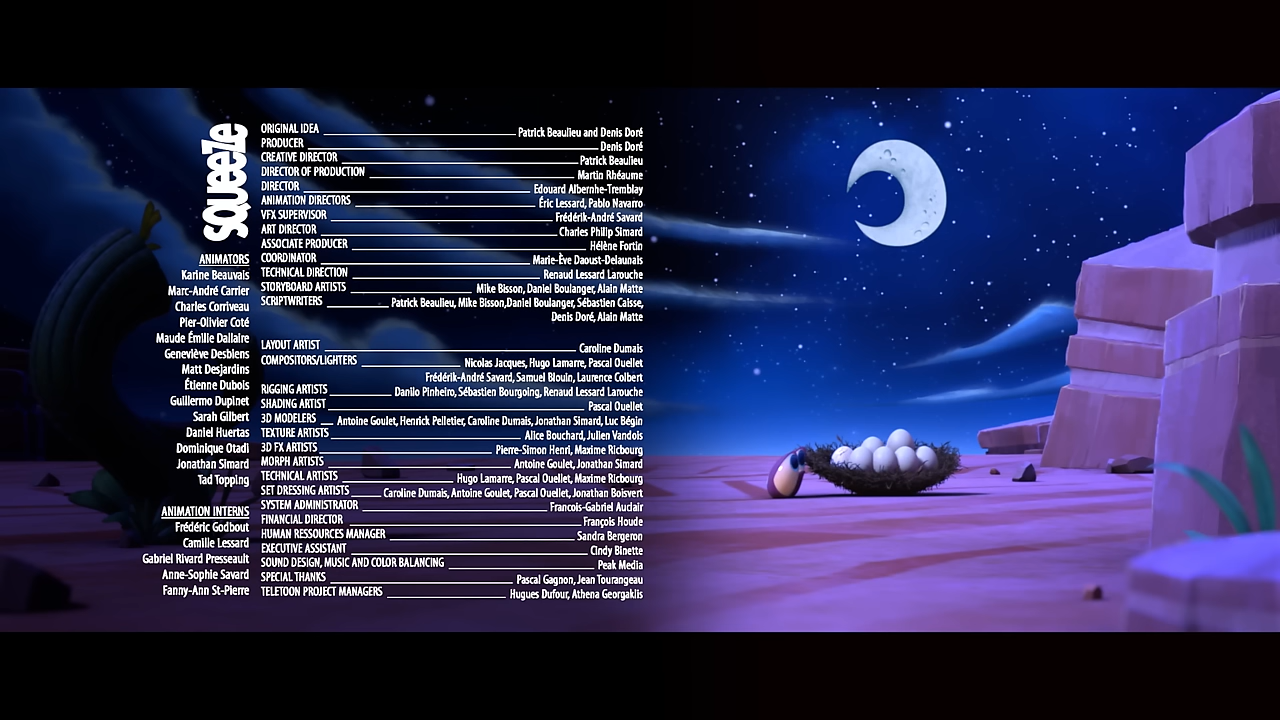 squeeze
ANIMATORS
Karine Beauvais
Marc-André Carrier
Charles Corriveau
Pier-Olivier Coté
Maude Émilie Dallaire
Geneviève Desbiens
Matt Desjardins
Étienne Dubois
Guillermo Dupinet
Sarah Gilbert
Daniel Huertas
Dominique Otadi
Jonathan Simard
Tad Topping
ANIMATION INTERNS
Frédéric Godbout
Camille Lessard
Gabriel Rivard Presseault
Anne-Sophie Savard
Fanny-Ann St-Pierre
ORIGINAL IDEA Patrick Beaulieu and Denis Doré
PRODUCER Denis Doré
CREATIVE DIRECTOR Patrick Beaulieu
DIRECTOR OF PRODUCTION Martin Rhéaume
DIRECTOR Edouard Albernhe-Tremblay
ANIMATION DIRECTORS Éric Lessard, Pablo Navarro
VFX SUPERVISOR Frédérik-André Savard
ART DIRECTOR Charles Philip Simard
ASSOCIATE PRODUCER Hélène Fortin
COORDINATOR Marie-Ève Daoust-Delaunais
TECHNICAL DIRECTION Renaud Lessard Larouche
STORYBOARD ARTISTS Mike Bisson, Daniel Boulanger, Alain Matte
SCRIPTWRITERS Patrick Beaulieu, Mike Bisson,Daniel Boulanger, Sébastien Caisse,
Denis Doré, Alain Matte
LAYOUT ARTIST Caroline Dumais
COMPOSITORS/LIGHTERS Nicolas Jacques, Hugo Lamarre, Pascal Ouellet
Frédérik-André Savard, Samuel Blouin, Laurence Colbert
RIGGING ARTISTS Danilo Pinheiro, Sébastien Bourgoing, Renaud Lessard Larouche
SHADING ARTIST Pascal Ouellet
3D MODELERS Antoine Goulet, Henrick Pelletier, Caroline Dumais, Jonathan Simard, Luc Bégin
TEXTURE ARTISTS Alice Bouchard, Julien Vandois
3D FX ARTISTS Pierre-Simon Henri, Maxime Ricbourg
MORPH ARTISTS Antoine Goulet, Jonathan Simard
TECHNICAL ARTISTS Hugo Lamarre, Pascal Ouellet, Maxime Ricbourg
SET DRESSING ARTISTS Caroline Dumais, Antoine Goulet, Pascal Ouellet, Jonathan Boisvert
SYSTEM ADMINISTRATOR Francois-Gabriel Auclair
FINANCIAL DIRECTOR François Houde
HUMAN RESSOURCES MANAGER Sandra Bergeron
EXECUTIVE ASSISTANT Cindy Binette
SOUND DESIGN, MUSIC AND COLOR BALANCING Peak Media
SPECIAL THANKS Pascal Gagnon, Jean Tourangeau
TELETOON PROJECT MANAGERS Hugues Dufour, Athena Georgaklis